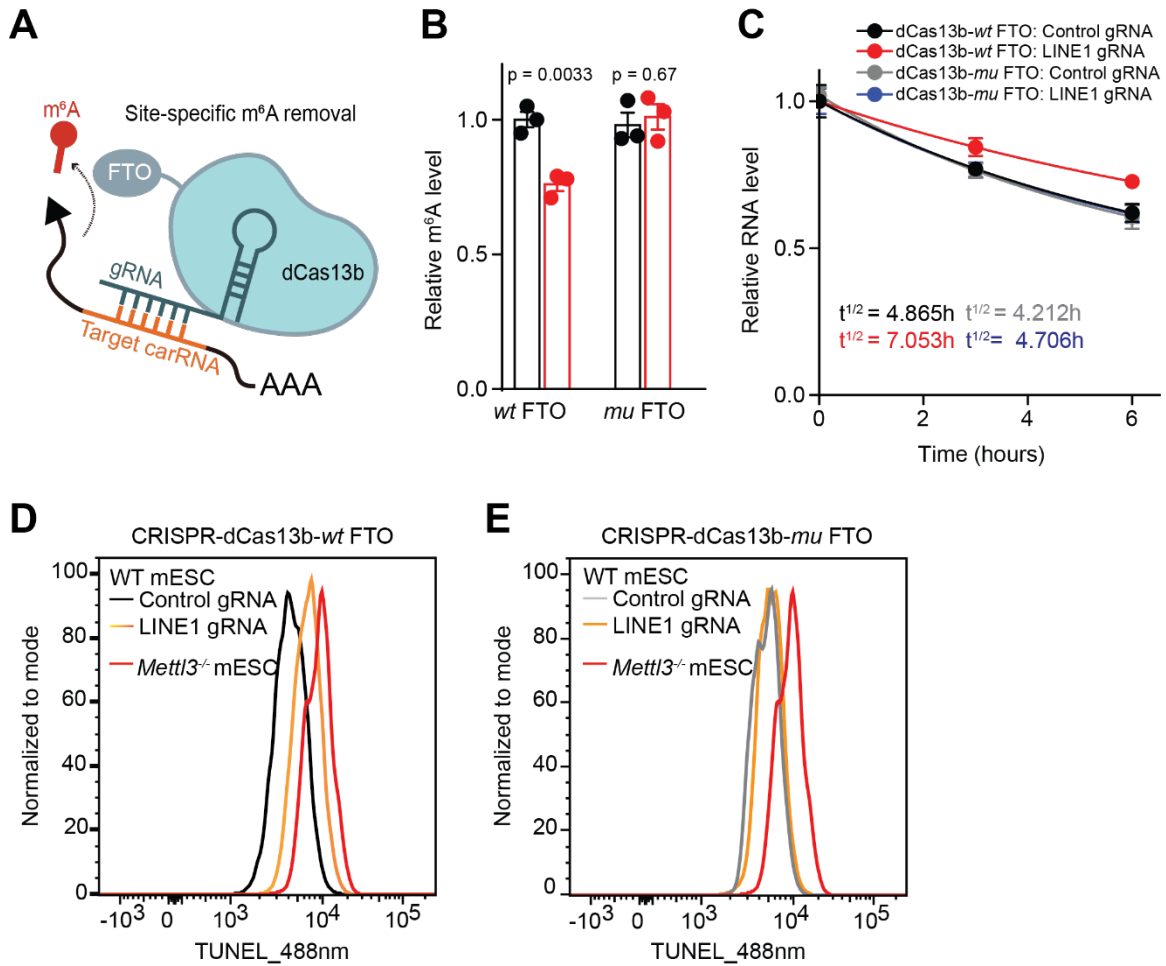 A
m⁶A
Site-specific m⁶A removal
FTO
gRNA
dCas13b
Target carRNA
AAA
B
p = 0.0033
p = 0.67
Relative m⁶A level
1.0
0.5
0.0
wt FTO
mu FTO
C
dCas13b-wt FTO: Control gRNA
dCas13b-wt FTO: LINE1 gRNA
dCas13b-mu FTO: Control gRNA
dCas13b-mu FTO: LINE1 gRNA
Relative RNA level
1.0
0.5
0.0
t¹/² = 4.865h t¹/² = 4.212h
t¹/² = 7.053h t¹/²= 4.706h
0 2 4 6
Time (hours)
D
CRISPR-dCas13b-wt FTO
Normalized to mode
100
80
60
40
20
0
WT mESC
Control gRNA
LINE1 gRNA
Mettl3⁻/⁻ mESC
-10³ 0 10³ 10⁴ 10⁵
TUNEL_488nm
E
CRISPR-dCas13b-mu FTO
Normalized to mode
100
80
60
40
20
0
WT mESC
Control gRNA
LINE1 gRNA
Mettl3⁻/⁻ mESC
-10³ 0 10³ 10⁴ 10⁵
TUNEL_488nm